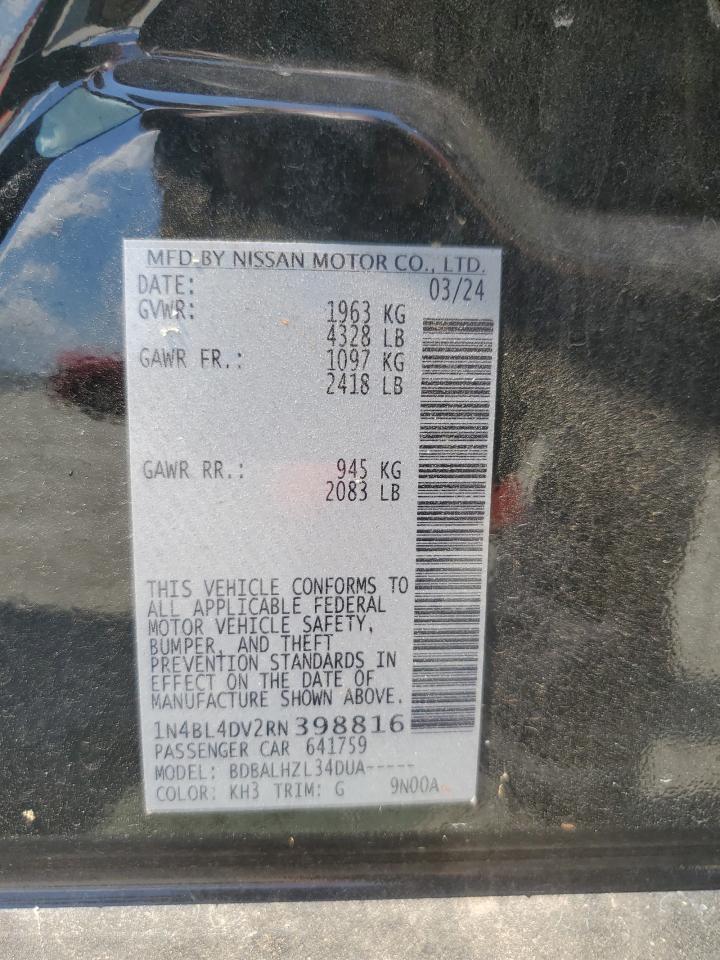 MFD BY NISSAN MOTOR CO., LTD.
DATE: 03/24
GVWR: 1963 KG
4328 LB
GAWR FR.: 1097 KG
2418 LB
GAWR RR.: 945 KG
2083 LB
THIS VEHICLE CONFORMS TO
ALL APPLICABLE FEDERAL
MOTOR VEHICLE SAFETY,
BUMPER, AND THEFT
PREVENTION STANDARDS IN
EFFECT ON THE DATE OF
MANUFACTURE SHOWN ABOVE.
1N4BL4DV2RN398816
PASSENGER CAR 641759
MODEL: BDBALHZL34DUA-----
COLOR: KH3 TRIM: G 9N00A